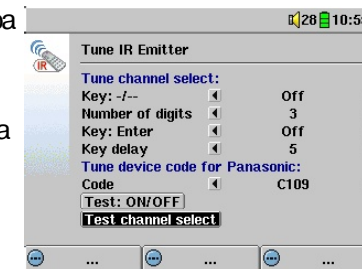 ра
28 10:5
IR
Tune IR Emitter
Tune channel select:
Key: -/-- Off
Number of digits 3
Key: Enter Off
Key delay 5
Tune device code for Panasonic:
Code C109
Test: ON/OFF
Test channel select
... ... ...
а